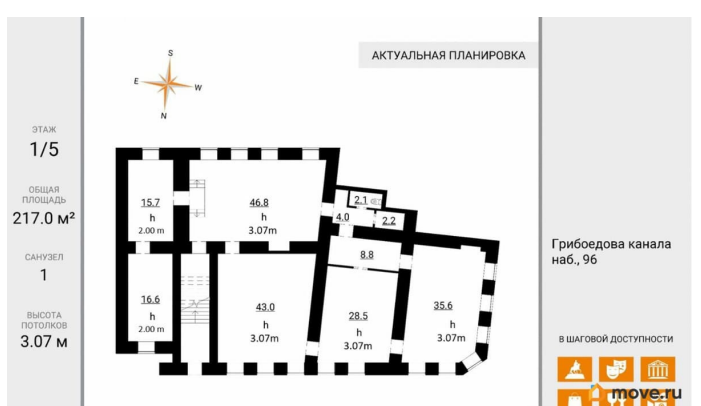 АКТУАЛЬНАЯ ПЛАНИРОВКА
S
E
W
N
ЭТАЖ
1/5
ОБЩАЯ
ПЛОЩАДЬ
217.0 м²
САНУЗЕЛ
1
ВЫСОТА
ПОТОЛКОВ
3.07 м
15.7
h
2.00 m
46.8
h
3.07m
2.1
4.0
2.2
8.8
16.6
h
2.00 m
43.0
h
3.07m
28.5
h
3.07m
35.6
h
3.07m
Грибоедова канала
наб., 96
В ШАГОВОЙ ДОСТУПНОСТИ
move.ru